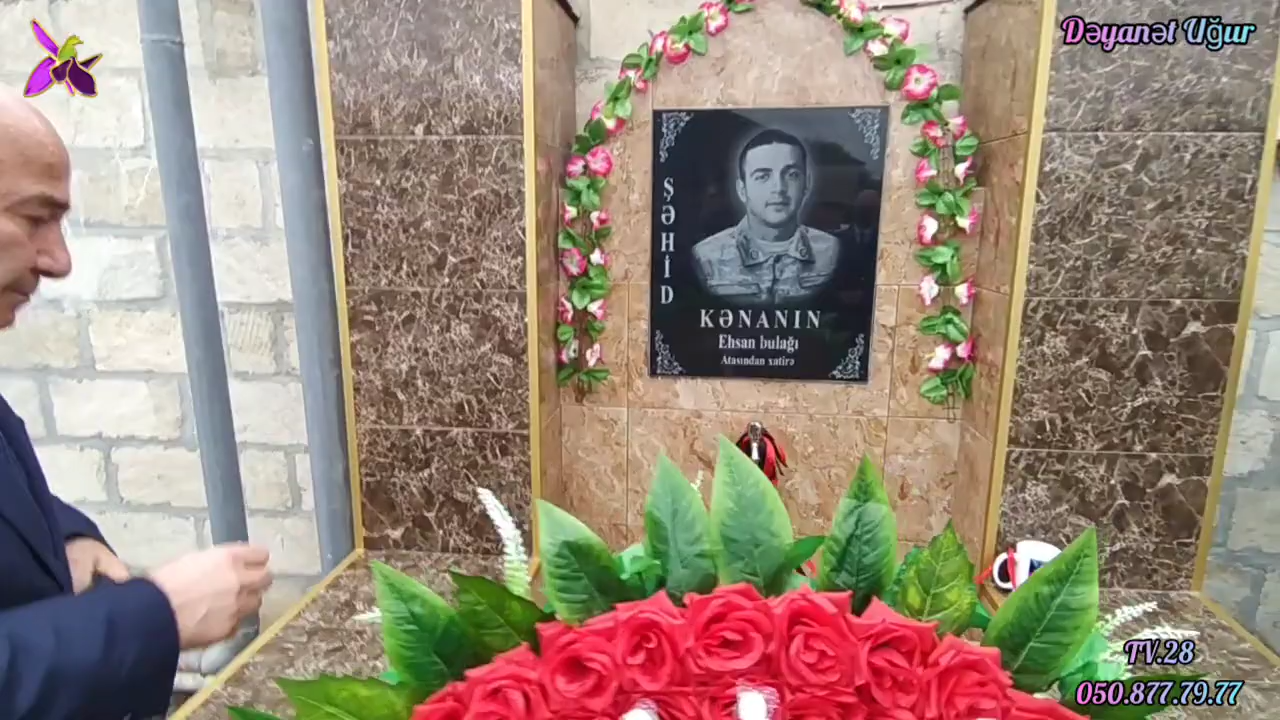 Dəyanət Uğur
ŞƏHİD
KƏNANIN
Ehsan bulağı
Atasından xatirə
TV.28
050.877.79.77